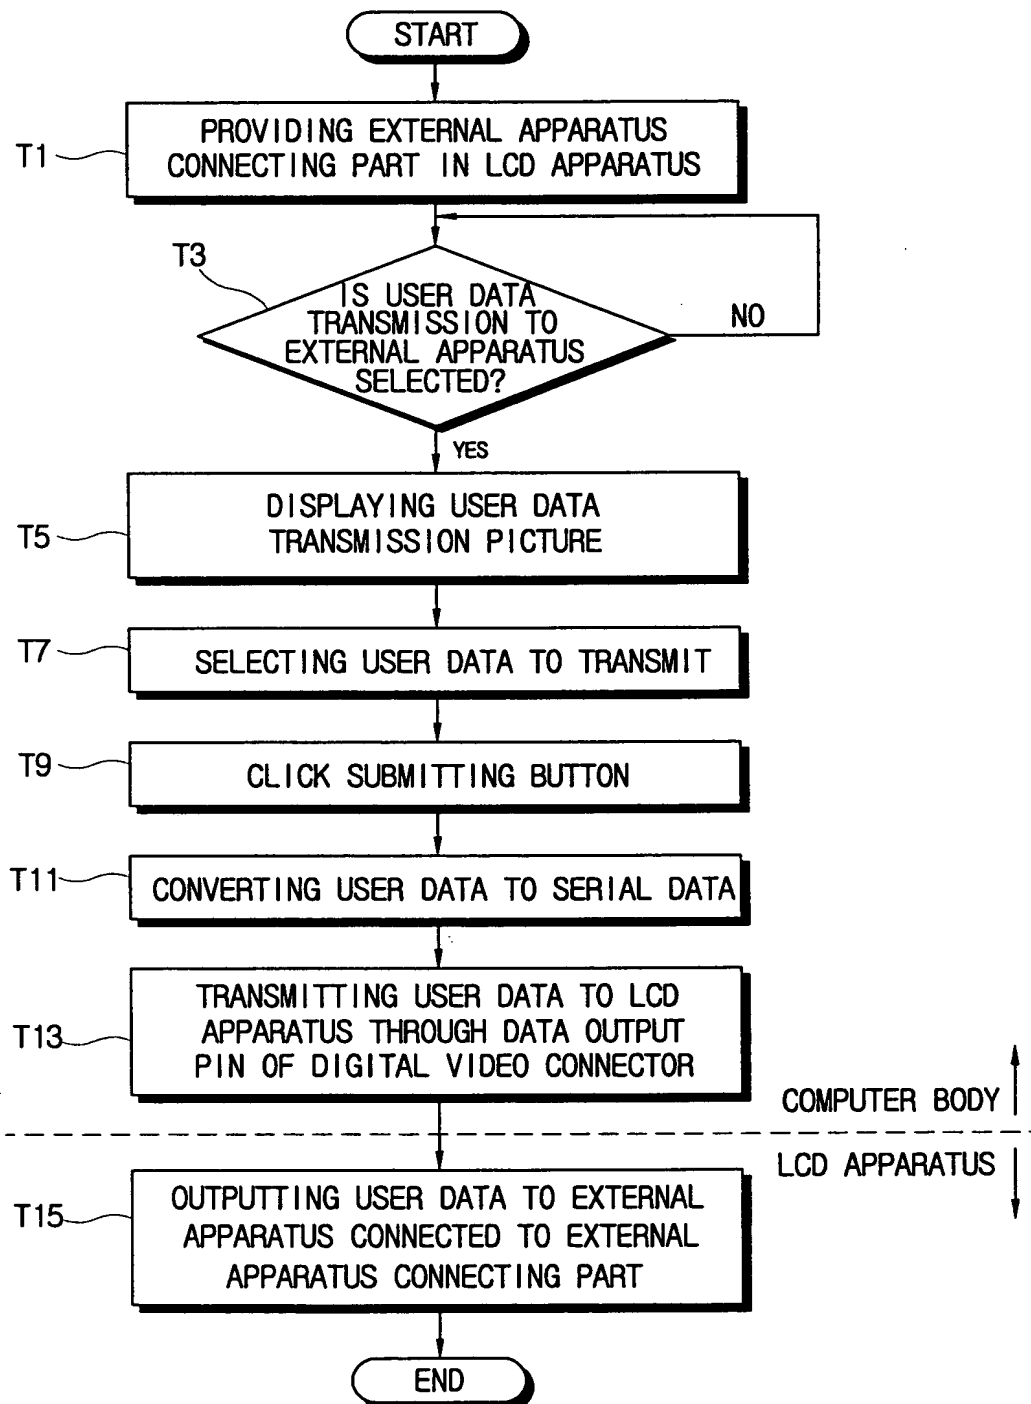 START
T1
PROVIDING EXTERNAL APPARATUS
CONNECTING PART IN LCD APPARATUS
T3
IS USER DATA
TRANSMISSION TO
EXTERNAL APPARATUS
SELECTED?
NO
YES
T5
DISPLAYING USER DATA
TRANSMISSION PICTURE
T7
SELECTING USER DATA TO TRANSMIT
T9
CLICK SUBMITTING BUTTON
T11
CONVERTING USER DATA TO SERIAL DATA
T13
TRANSMITTING USER DATA TO LCD
APPARATUS THROUGH DATA OUTPUT
PIN OF DIGITAL VIDEO CONNECTOR
COMPUTER BODY
LCD APPARATUS
T15
OUTPUTTING USER DATA TO EXTERNAL
APPARATUS CONNECTED TO EXTERNAL
APPARATUS CONNECTING PART
END